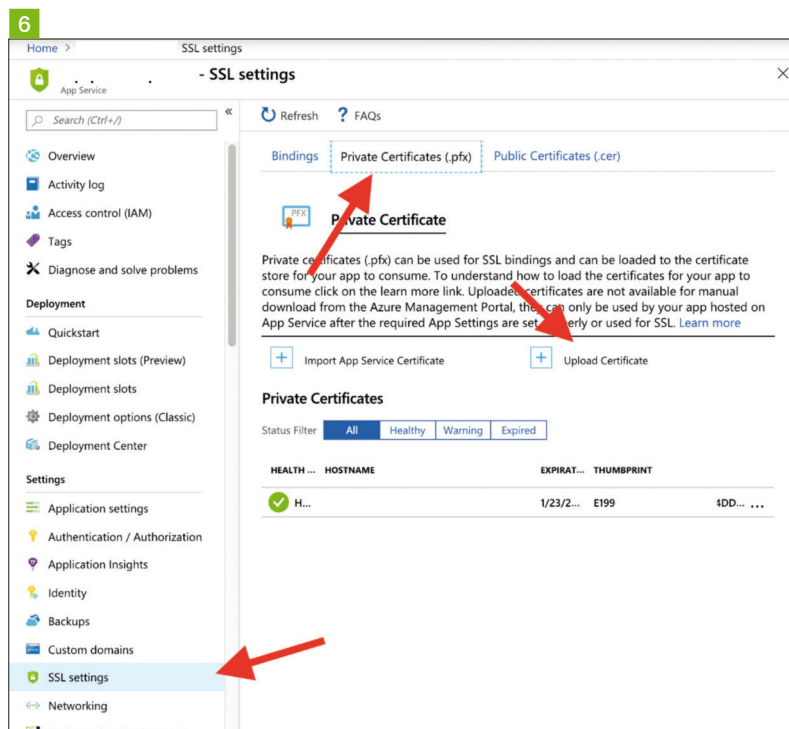 6
Home > SSL settings
- SSL settings
App Service
Search (Ctrl+/)
«
Overview
Activity log
Access control (IAM)
Tags
Diagnose and solve problems
Deployment
Quickstart
Deployment slots (Preview)
Deployment slots
Deployment options (Classic)
Deployment Center
Settings
Application settings
Authentication / Authorization
Application Insights
Identity
Backups
Custom domains
SSL settings
Networking
Refresh ? FAQs
Bindings Private Certificates (.pfx) Public Certificates (.cer)
PFX
Private Certificate
Private certificates (.pfx) can be used for SSL bindings and can be loaded to the certificate
store for your app to consume. To understand how to load the certificates for your app to
consume click on the learn more link. Uploaded certificates are not available for manual
download from the Azure Management Portal, they can only be used by your app hosted on
App Service after the required App Settings are set properly or used for SSL. Learn more
Import App Service Certificate Upload Certificate
Private Certificates
Status Filter All Healthy Warning Expired
HEALTH ... HOSTNAME EXPIRAT... THUMBPRINT
H... 1/23/2... E199 4DD... ...